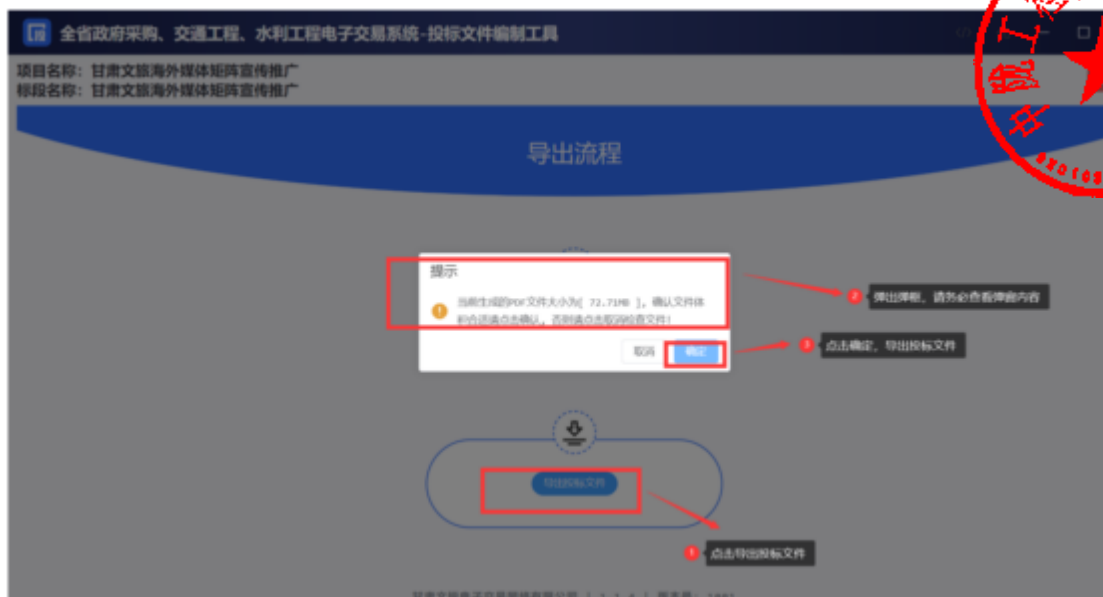 投 全省政府采购、交通工程、水利工程电子交易系统-投标文件编制工具
项目名称：甘肃文旅海外媒体矩阵宣传推广
标段名称：甘肃文旅海外媒体矩阵宣传推广
导出流程
提示
当前生成的PDF文件大小为[ 72.71MB ]，确认文件体
积合适请点击确认，否则请点击取消检查文件！
取消 确定
2 弹出弹框，请务必查看弹窗内容
3 点击确定，导出投标文件
导出投标文件
1 点击导出投标文件